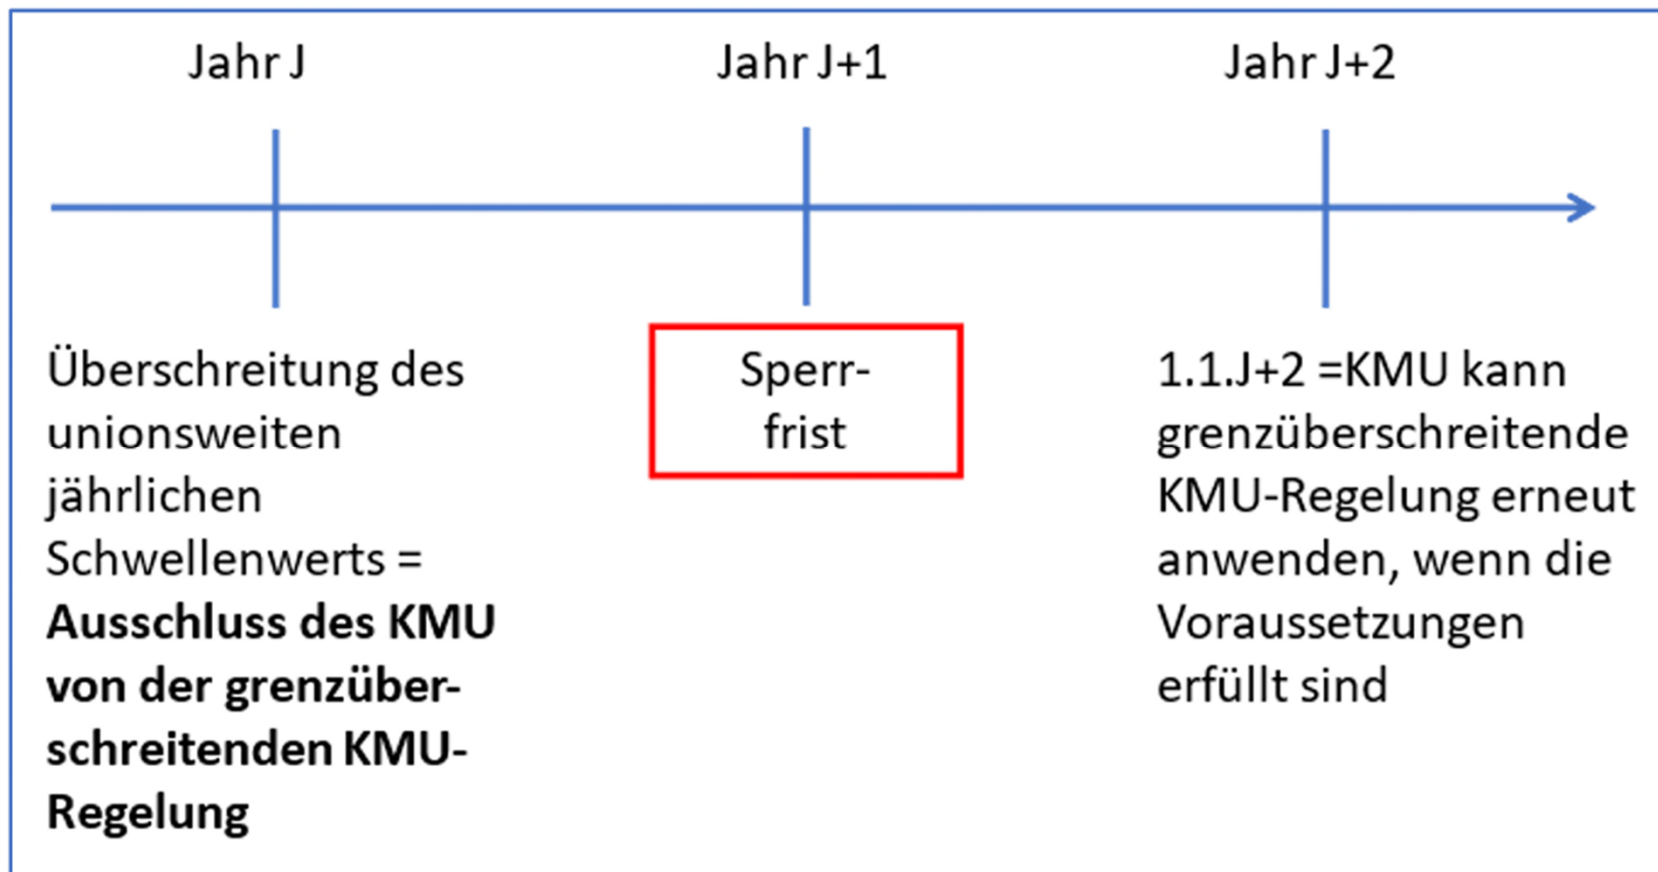 Jahr J
Jahr J+1
Jahr J+2
Überschreitung des
unionsweiten
jährlichen
Schwellenwerts =
Ausschluss des KMU
von der grenzüber-
schreitenden KMU-
Regelung
Sperr-
frist
1.1.J+2 =KMU kann
grenzüberschreitende
KMU-Regelung erneut
anwenden, wenn die
Voraussetzungen
erfüllt sind